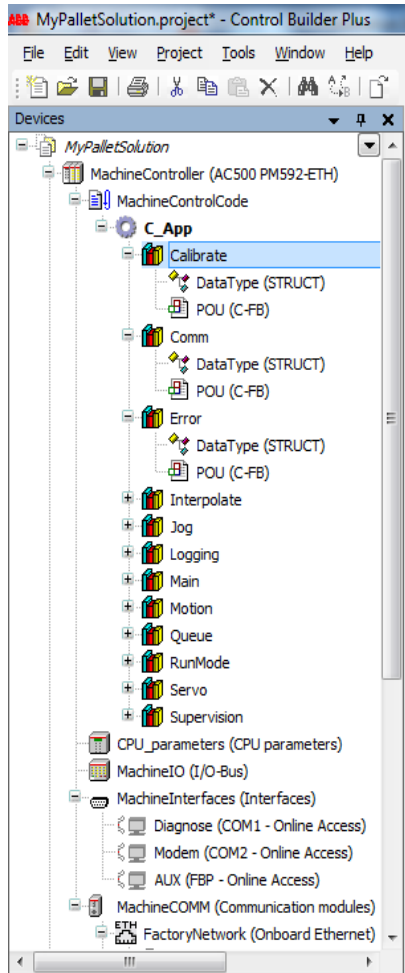 ABB MyPalletSolution.project* - Control Builder Plus
File Edit View Project Tools Window Help
Devices
MyPalletSolution
MachineController (AC500 PM592-ETH)
MachineControlCode
C_App
Calibrate
DataType (STRUCT)
POU (C-FB)
Comm
DataType (STRUCT)
POU (C-FB)
Error
DataType (STRUCT)
POU (C-FB)
Interpolate
Jog
Logging
Main
Motion
Queue
RunMode
Servo
Supervision
CPU_parameters (CPU parameters)
MachineIO (I/O-Bus)
MachineInterfaces (Interfaces)
Diagnose (COM1 - Online Access)
Modem (COM2 - Online Access)
AUX (FBP - Online Access)
MachineCOMM (Communication modules)
ETH FactoryNetwork (Onboard Ethernet)